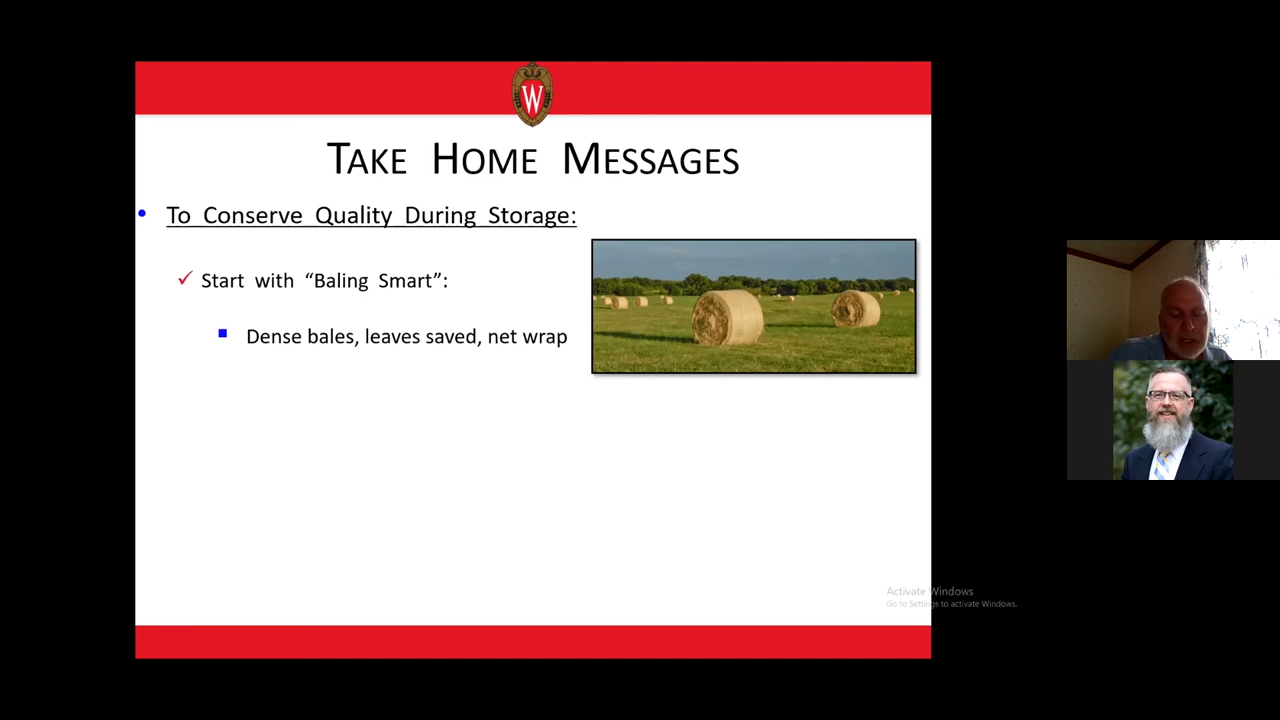 W
TAKE HOME MESSAGES
• To Conserve Quality During Storage:
✓ Start with “Baling Smart”:
▪ Dense bales, leaves saved, net wrap
Activate Windows
Go to Settings to activate Windows.